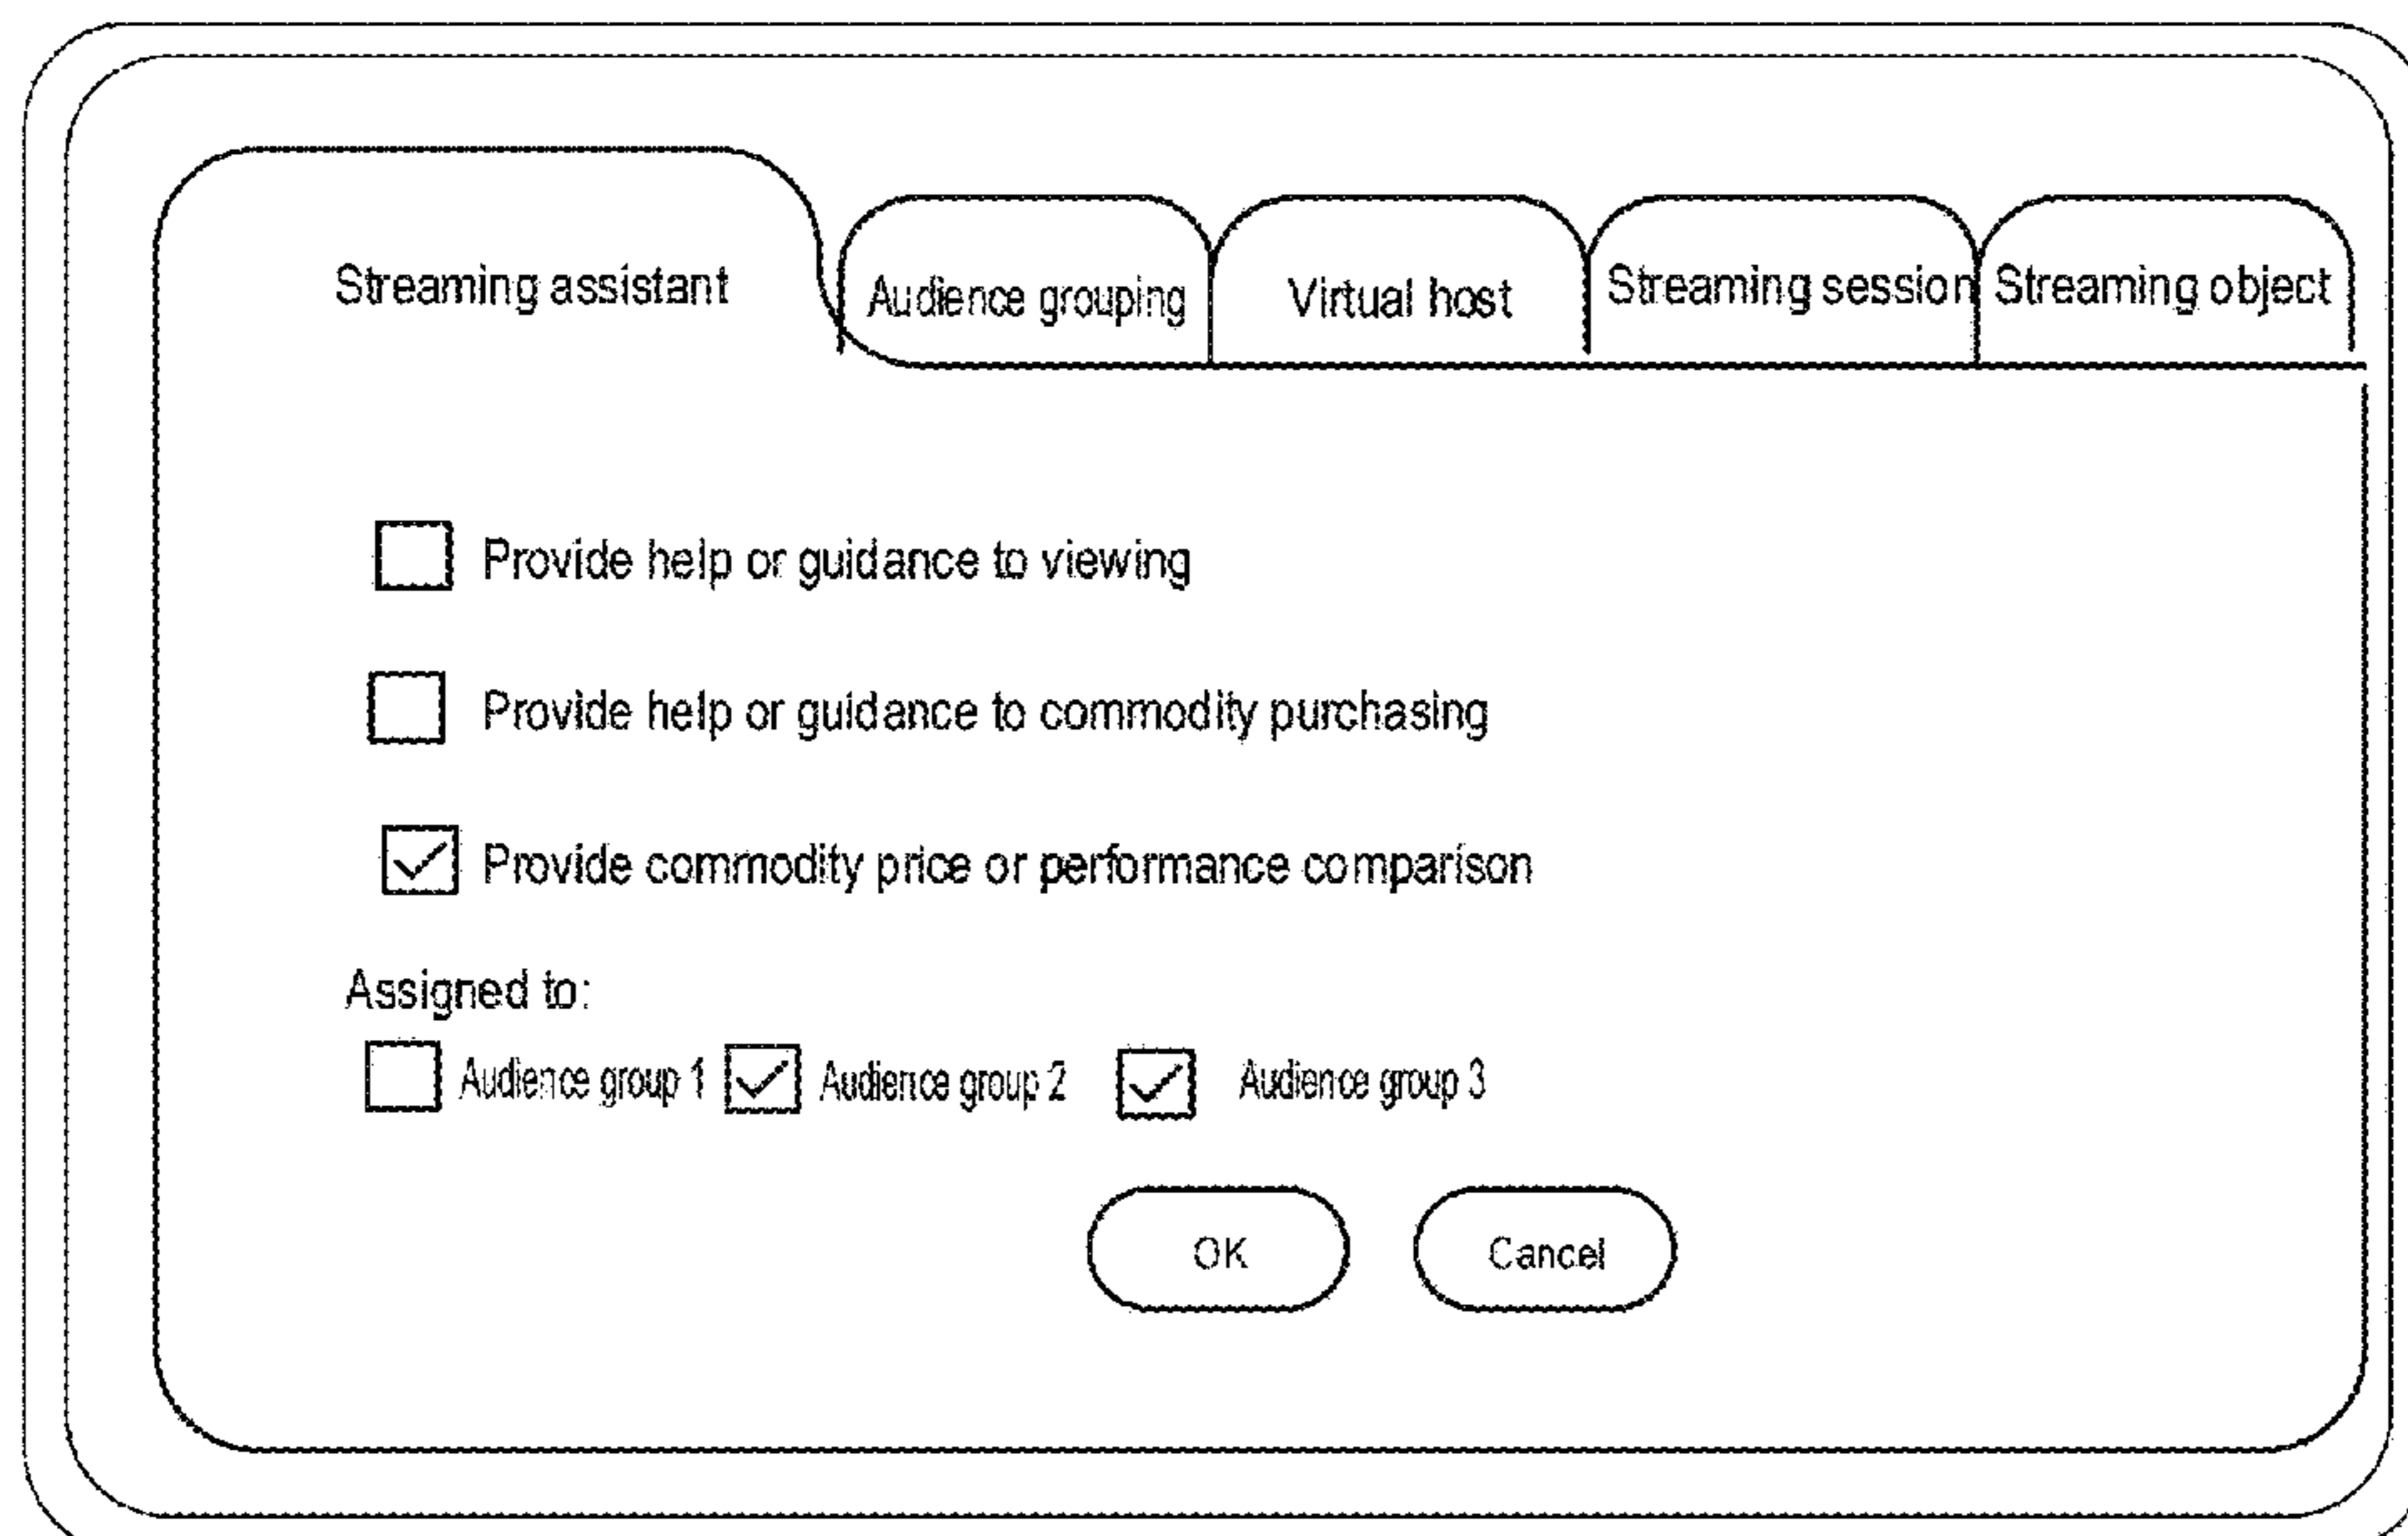 Streaming assistant
Audience grouping
Virtual host
Streaming session
Streaming object
Provide help or guidance to viewing
Provide help or guidance to commodity purchasing
Provide commodity price or performance comparison
Assigned to:
Audience group 1 Audience group 2 Audience group 3
OK Cancel